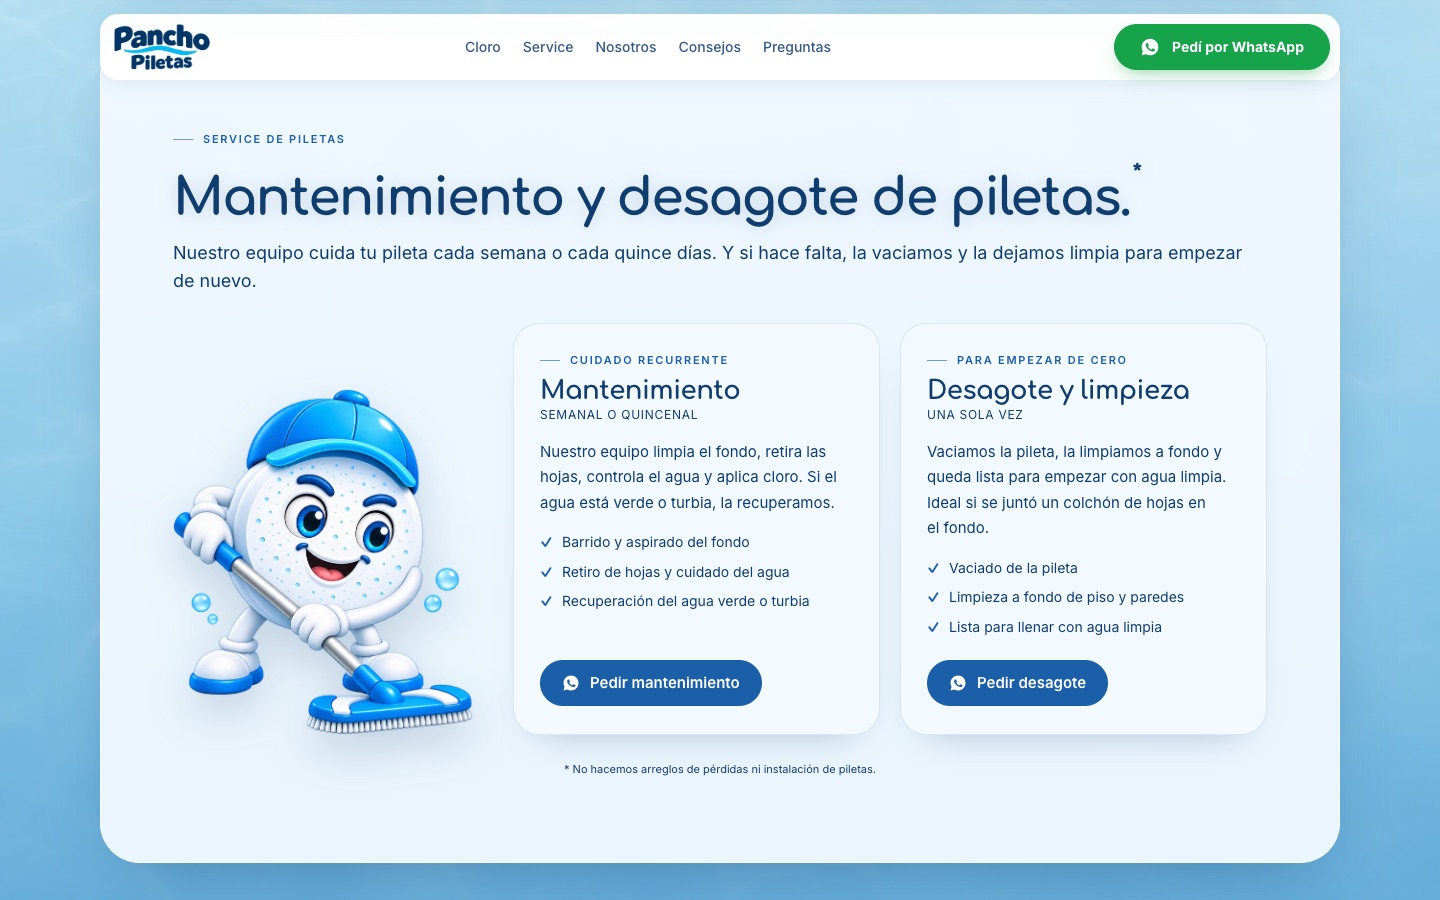 Pancho
Piletas
Cloro
Service
Nosotros
Consejos
Preguntas
Pedí por WhatsApp
SERVICE DE PILETAS
Mantenimiento y desagote de piletas.*
Nuestro equipo cuida tu pileta cada semana o cada quince días. Y si hace falta, la vaciamos y la dejamos limpia para empezar
de nuevo.
CUIDADO RECURRENTE
Mantenimiento
SEMANAL O QUINCENAL
Nuestro equipo limpia el fondo, retira las
hojas, controla el agua y aplica cloro. Si el
agua está verde o turbia, la recuperamos.
Barrido y aspirado del fondo
Retiro de hojas y cuidado del agua
Recuperación del agua verde o turbia
Pedir mantenimiento
PARA EMPEZAR DE CERO
Desagote y limpieza
UNA SOLA VEZ
Vaciamos la pileta, la limpiamos a fondo y
queda lista para empezar con agua limpia.
Ideal si se juntó un colchón de hojas en
el fondo.
Vaciado de la pileta
Limpieza a fondo de piso y paredes
Lista para llenar con agua limpia
Pedir desagote
* No hacemos arreglos de pérdidas ni instalación de piletas.